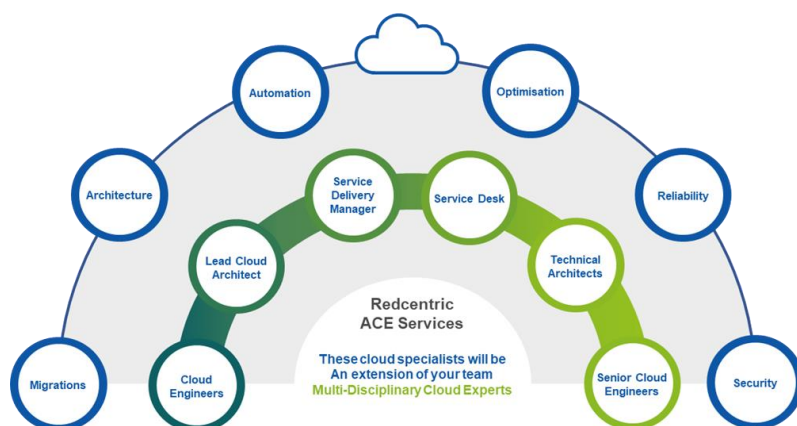 Automation
Optimisation
Architecture
Service
Delivery
Manager
Service Desk
Reliability
Lead Cloud
Architect
Technical
Architects
Redcentric
ACE Services
These cloud specialists will be
An extension of your team
Multi-Disciplinary Cloud Experts
Migrations
Cloud
Engineers
Senior Cloud
Engineers
Security